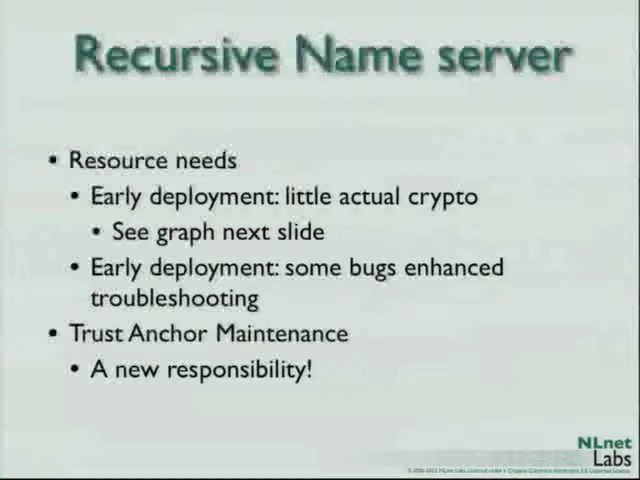 Recursive Name server
• Resource needs
• Early deployment: little actual crypto
• See graph next slide
• Early deployment: some bugs enhanced
troubleshooting
• Trust Anchor Maintenance
• A new responsibility!
NLnet
Labs